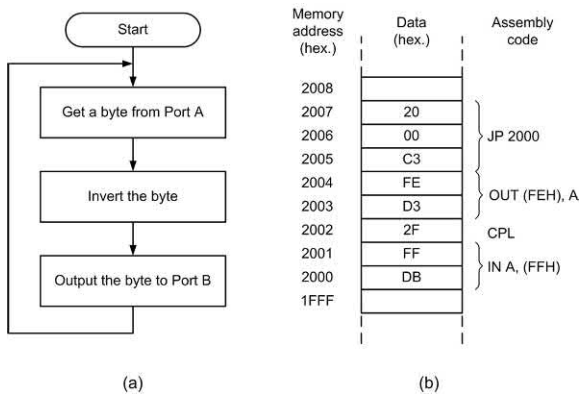 Start
Get a byte from Port A
Invert the byte
Output the byte to Port B
(a)
Memory address (hex.)
Data (hex.)
Assembly code
2008
2007 20
2006 00 JP 2000
2005 C3
2004 FE
OUT (FEH), A
2003 D3
2002 2F CPL
2001 FF
IN A, (FFH)
2000 DB
1FFF
(b)